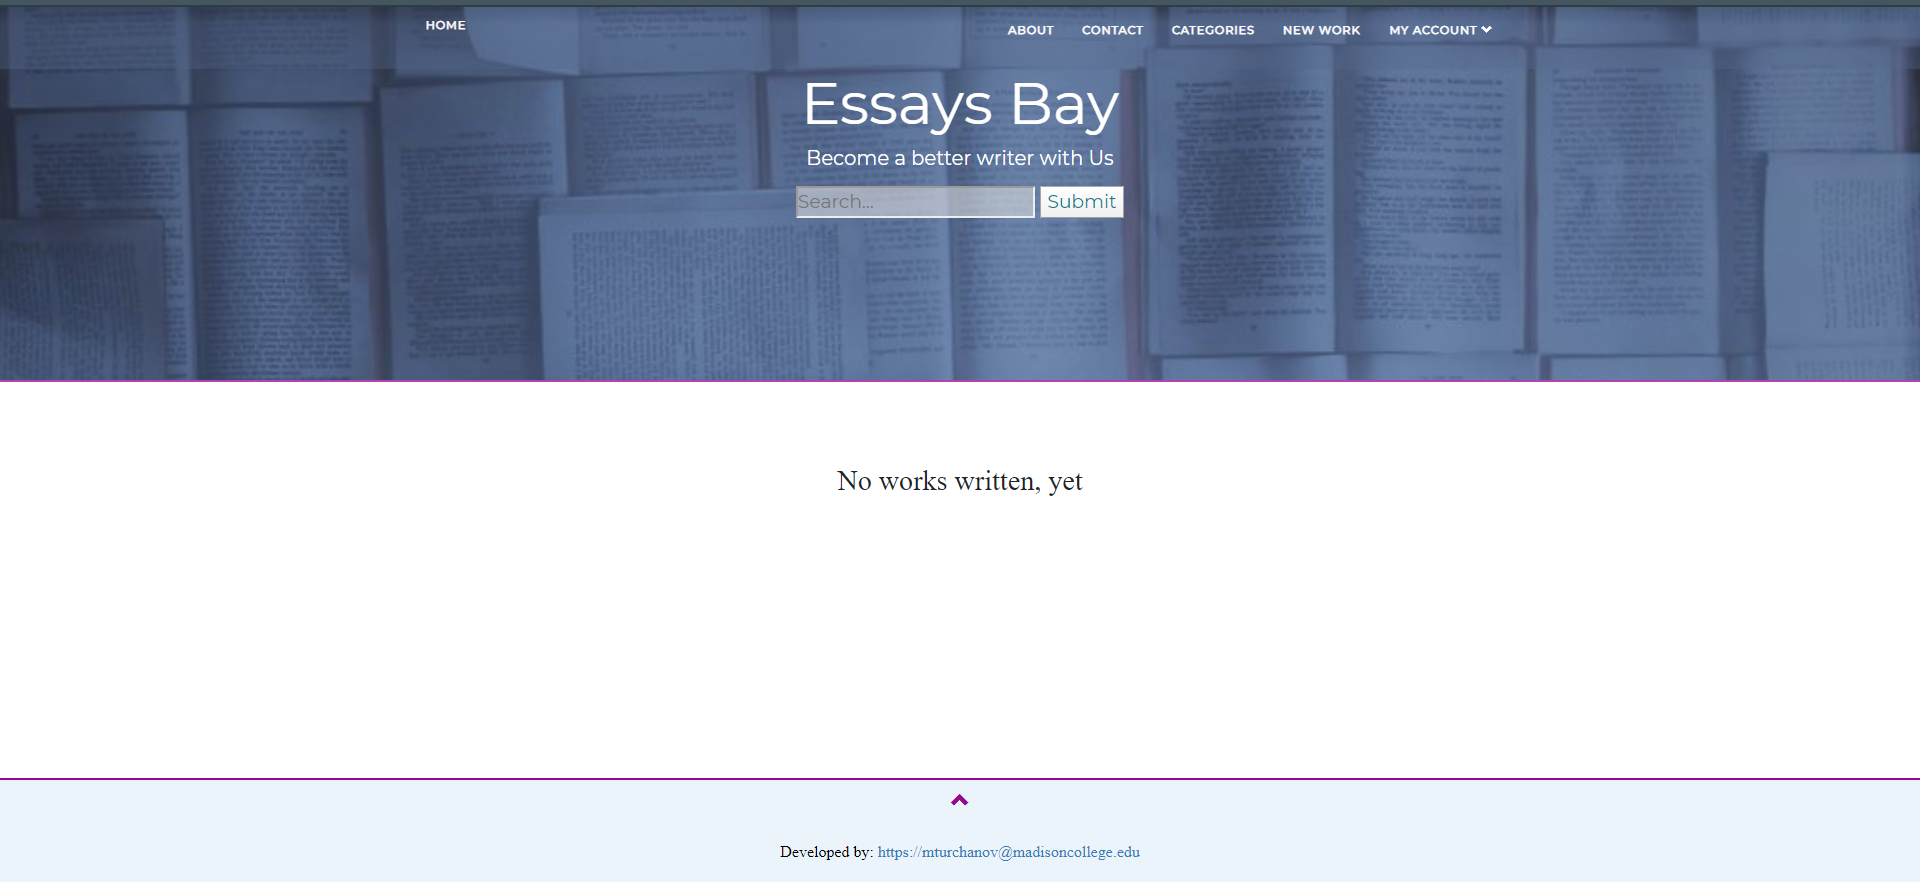 HOME ABOUT CONTACT CATEGORIES NEW WORK MY ACCOUNT
Essays Bay
Become a better writer with Us
Search... Submit
No works written, yet
Developed by: https://mturchanov@madisoncollege.edu